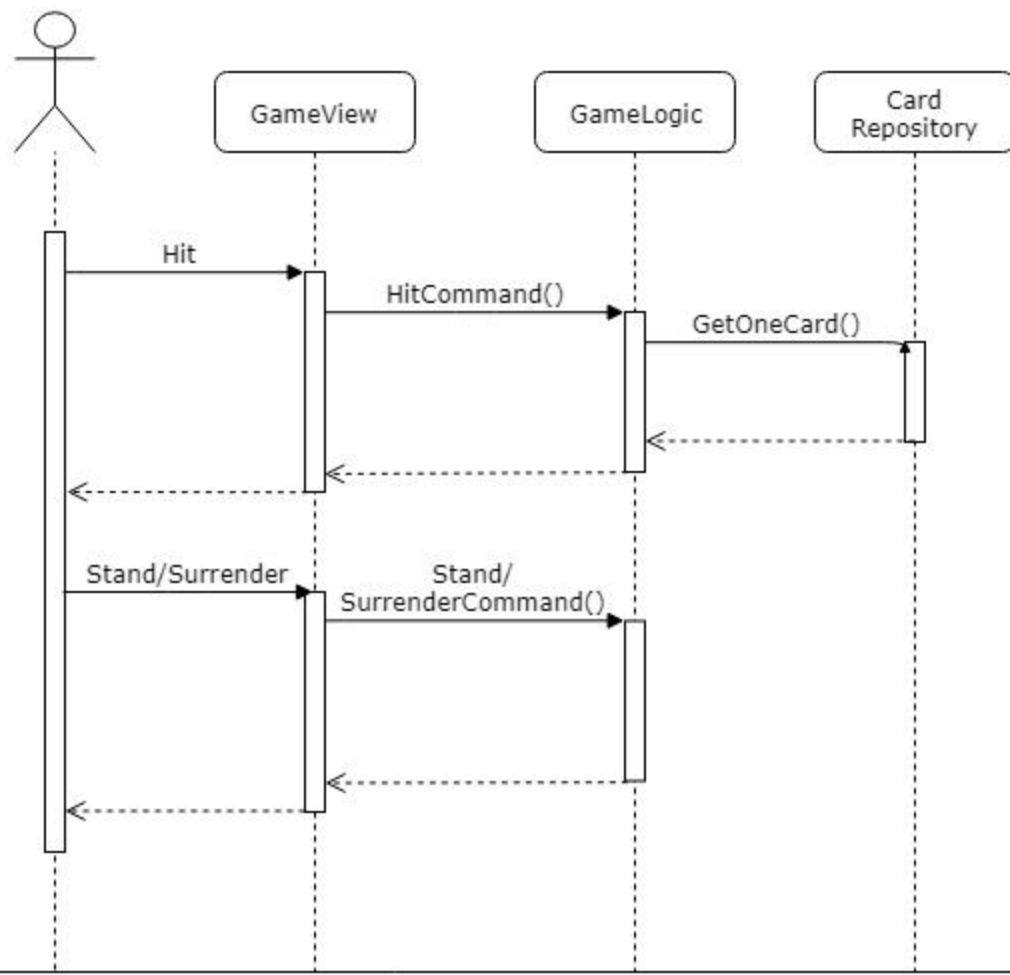 GameView
GameLogic
Card
Repository
Hit
HitCommand()
GetOneCard()
Stand/Surrender
Stand/
SurrenderCommand()